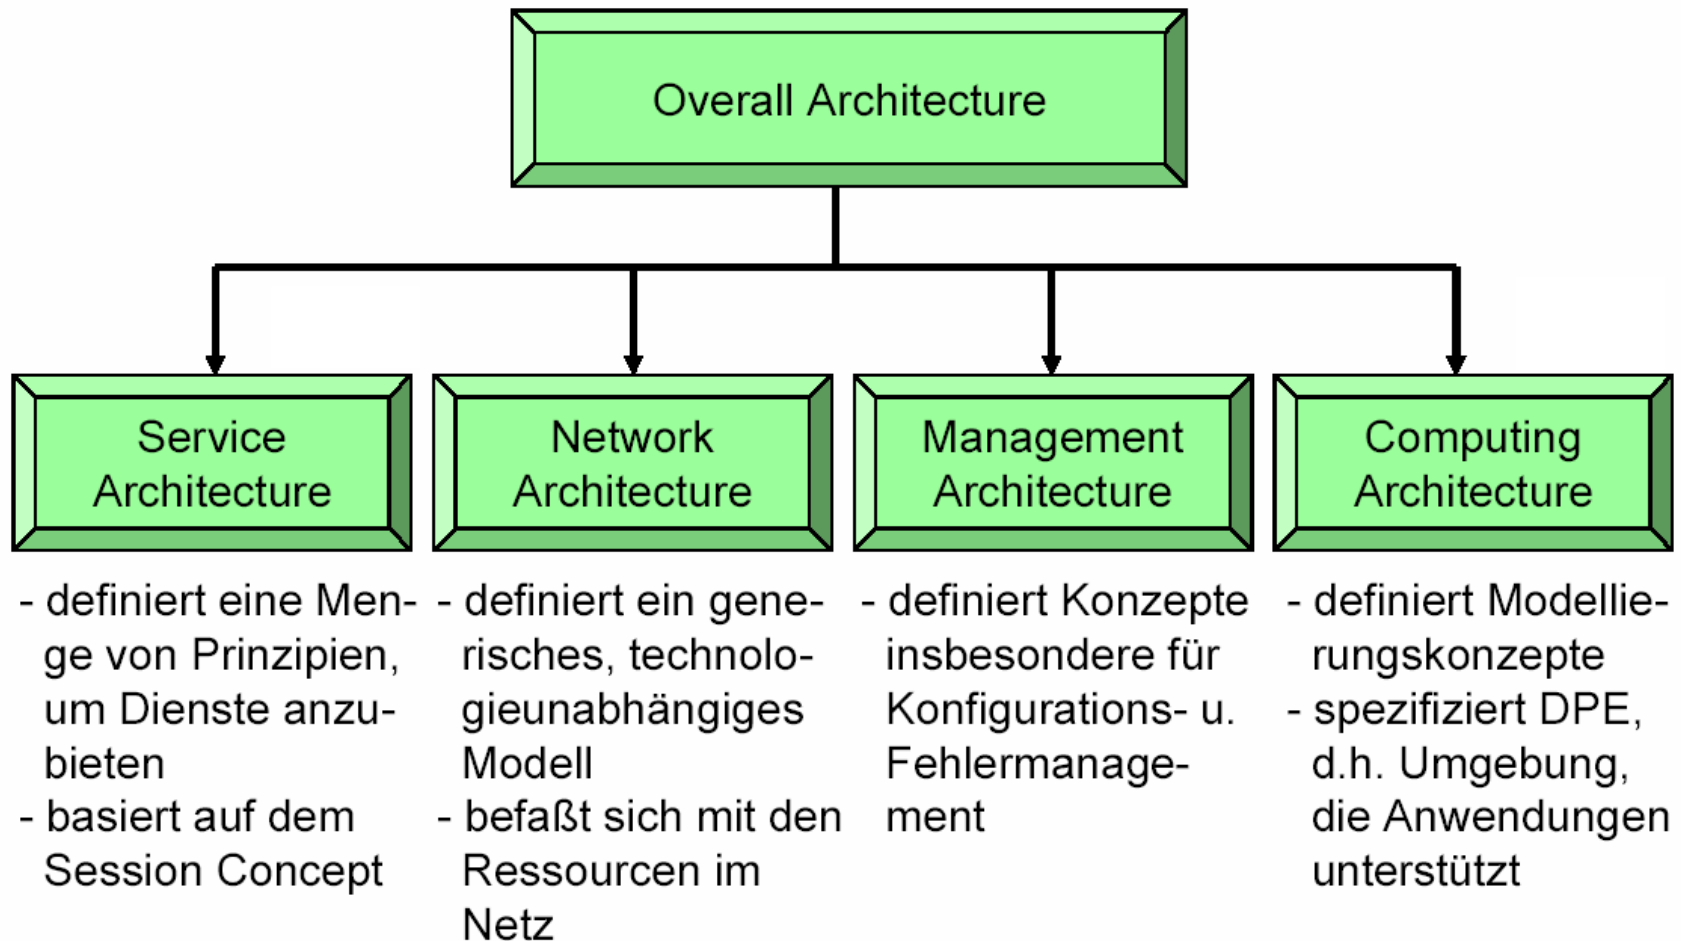 Overall Architecture
Service
Architecture
Network
Architecture
Management
Architecture
Computing
Architecture
- definiert eine Men-
ge von Prinzipien,
um Dienste anzu-
bieten
- basiert auf dem
Session Concept
- definiert ein gene-
risches, technolo-
gieunabhängiges
Modell
- befaßt sich mit den
Ressourcen im
Netz
- definiert Konzepte
insbesondere für
Konfigurations- u.
Fehlermanage-
ment
- definiert Modellie-
rungskonzepte
- spezifiziert DPE,
d.h. Umgebung,
die Anwendungen
unterstützt